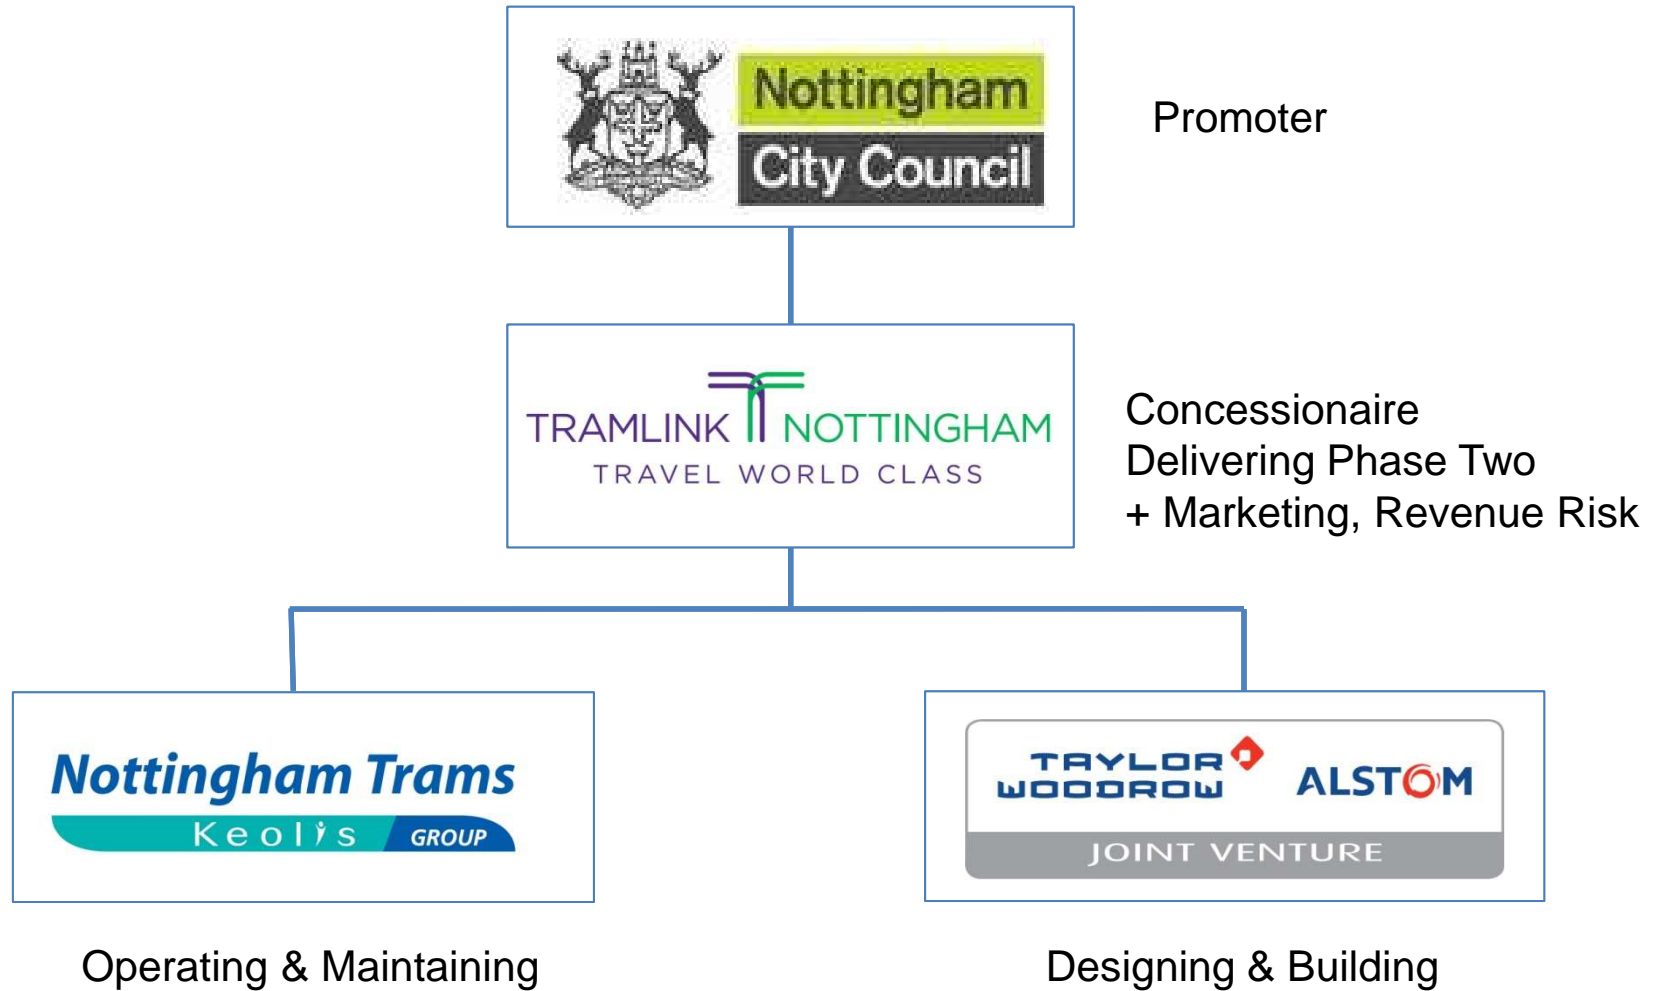 Nottingham
City Council
Promoter
TRAMLINK NOTTINGHAM
TRAVEL WORLD CLASS
Concessionaire
Delivering Phase Two
+ Marketing, Revenue Risk
Nottingham Trams
Keolis GROUP
TAYLOR
WOODROW
ALSTOM
JOINT VENTURE
Operating & Maintaining
Designing & Building